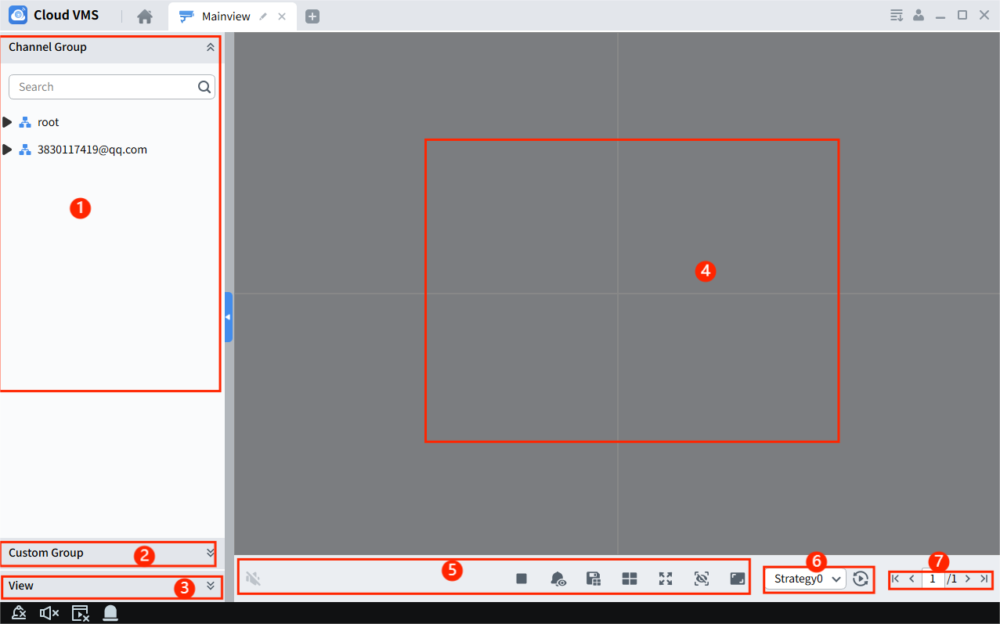 Cloud VMS
Mainview
Channel Group
Search
root
3830117419@qq.com
1
4
Custom Group
2
View
3
5
Strategy0
6
7
1 /1